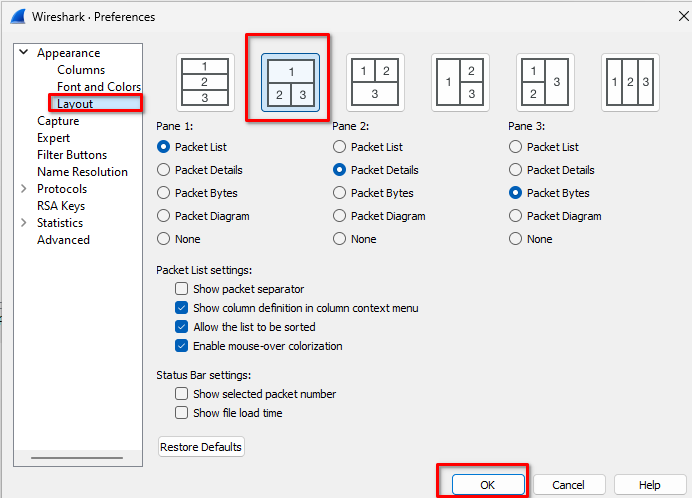 Wireshark · Preferences
Appearance
Columns
Font and Colors
Layout
Capture
Expert
Filter Buttons
Name Resolution
Protocols
RSA Keys
Statistics
Advanced
1
2
3
1
2 3
1 2
3
1 2
3
1 3
2
1 2 3
Pane 1: Pane 2: Pane 3:
Packet List Packet List Packet List
Packet Details Packet Details Packet Details
Packet Bytes Packet Bytes Packet Bytes
Packet Diagram Packet Diagram Packet Diagram
None None None
Packet List settings:
Show packet separator
Show column definition in column context menu
Allow the list to be sorted
Enable mouse-over colorization
Status Bar settings:
Show selected packet number
Show file load time
Restore Defaults
OK Cancel Help